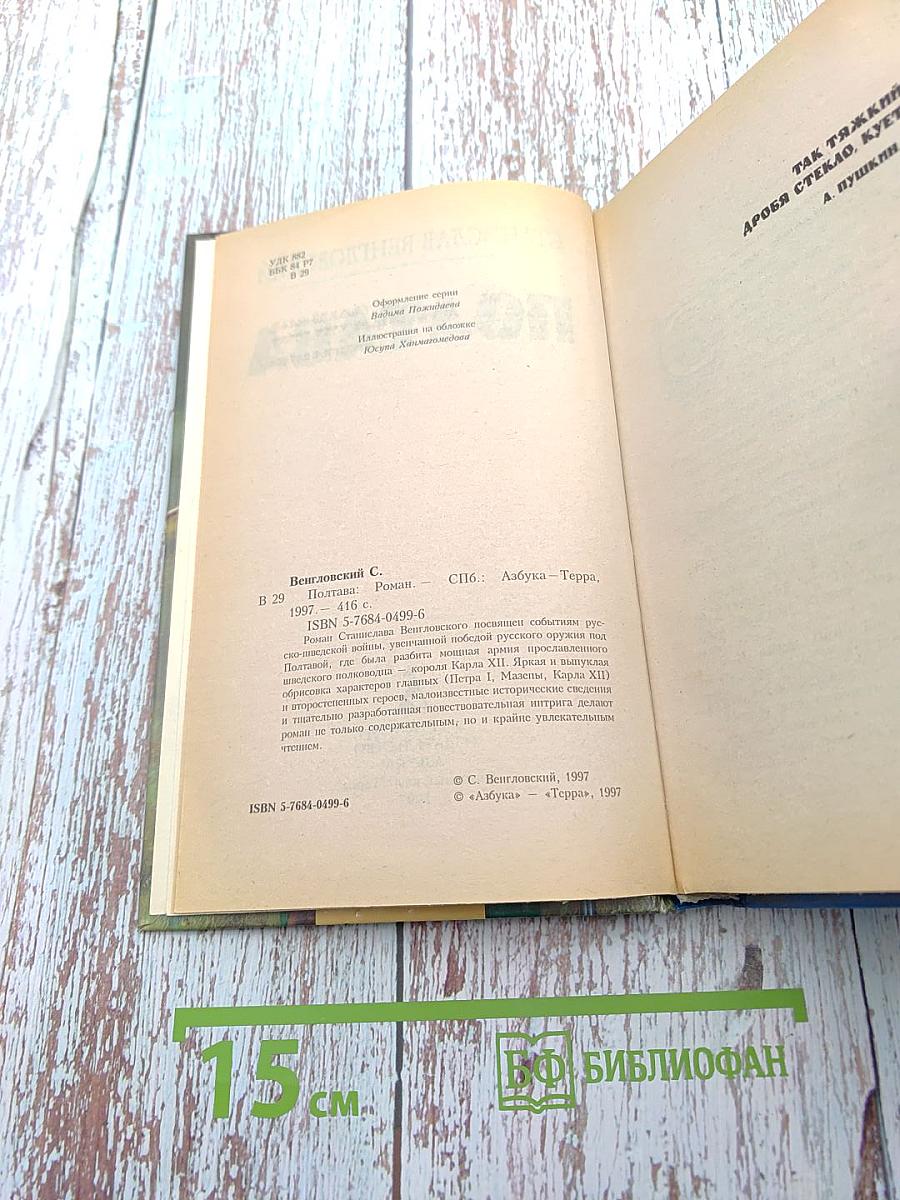 УДК 882
ББК 84 Р7
В 29
Оформление серии
Вадима Пожидаева
Иллюстрация на обложке
Юсупа Ханмагомедова
Венгловский С.
В 29 Полтава: Роман. — СПб.: Азбука—Терра,
1997.— 416 с.
ISBN 5-7684-0499-6
Роман Станислава Венгловского посвящен событиям рус-
ско-шведской войны, увенчанной победой русского оружия под
Полтавой, где была разбита мощная армия прославленного
шведского полководца — короля Карла XII. Яркая и выпуклая
обрисовка характеров главных (Петра I, Мазепы, Карла XII)
и второстепенных героев, малоизвестные исторические сведения
и тщательно разработанная повествовательная интрига делают
роман не только содержательным, но и крайне увлекательным
чтением.
© С. Венгловский, 1997
ISBN 5-7684-0499-6 © «Азбука» — «Терра», 1997
ТАК ТЯЖКИЙ
ДРОБЯ СТЕКЛО, КУЕТ
А. ПУШКИН
15 см
БФ БИБЛИОФАН